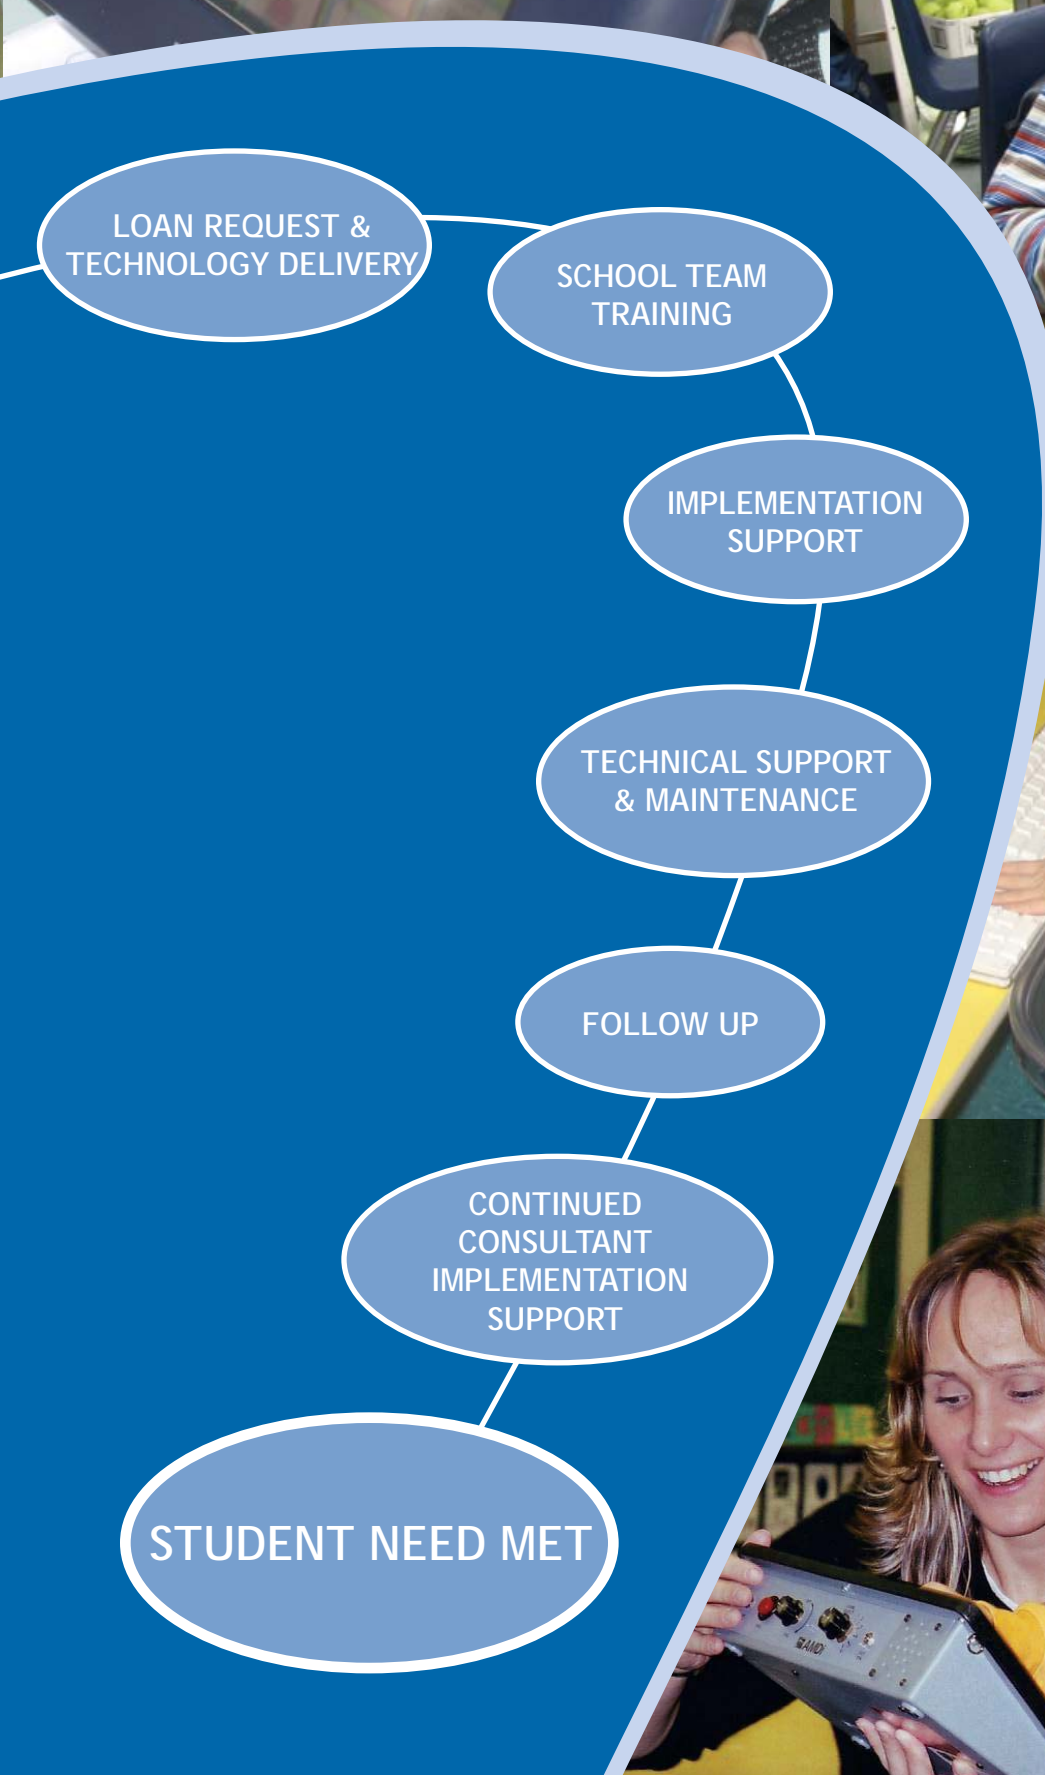 LOAN REQUEST &
TECHNOLOGY DELIVERY
SCHOOL TEAM
TRAINING
IMPLEMENTATION
SUPPORT
TECHNICAL SUPPORT
& MAINTENANCE
FOLLOW UP
CONTINUED
CONSULTANT
IMPLEMENTATION
SUPPORT
STUDENT NEED MET
AMDI